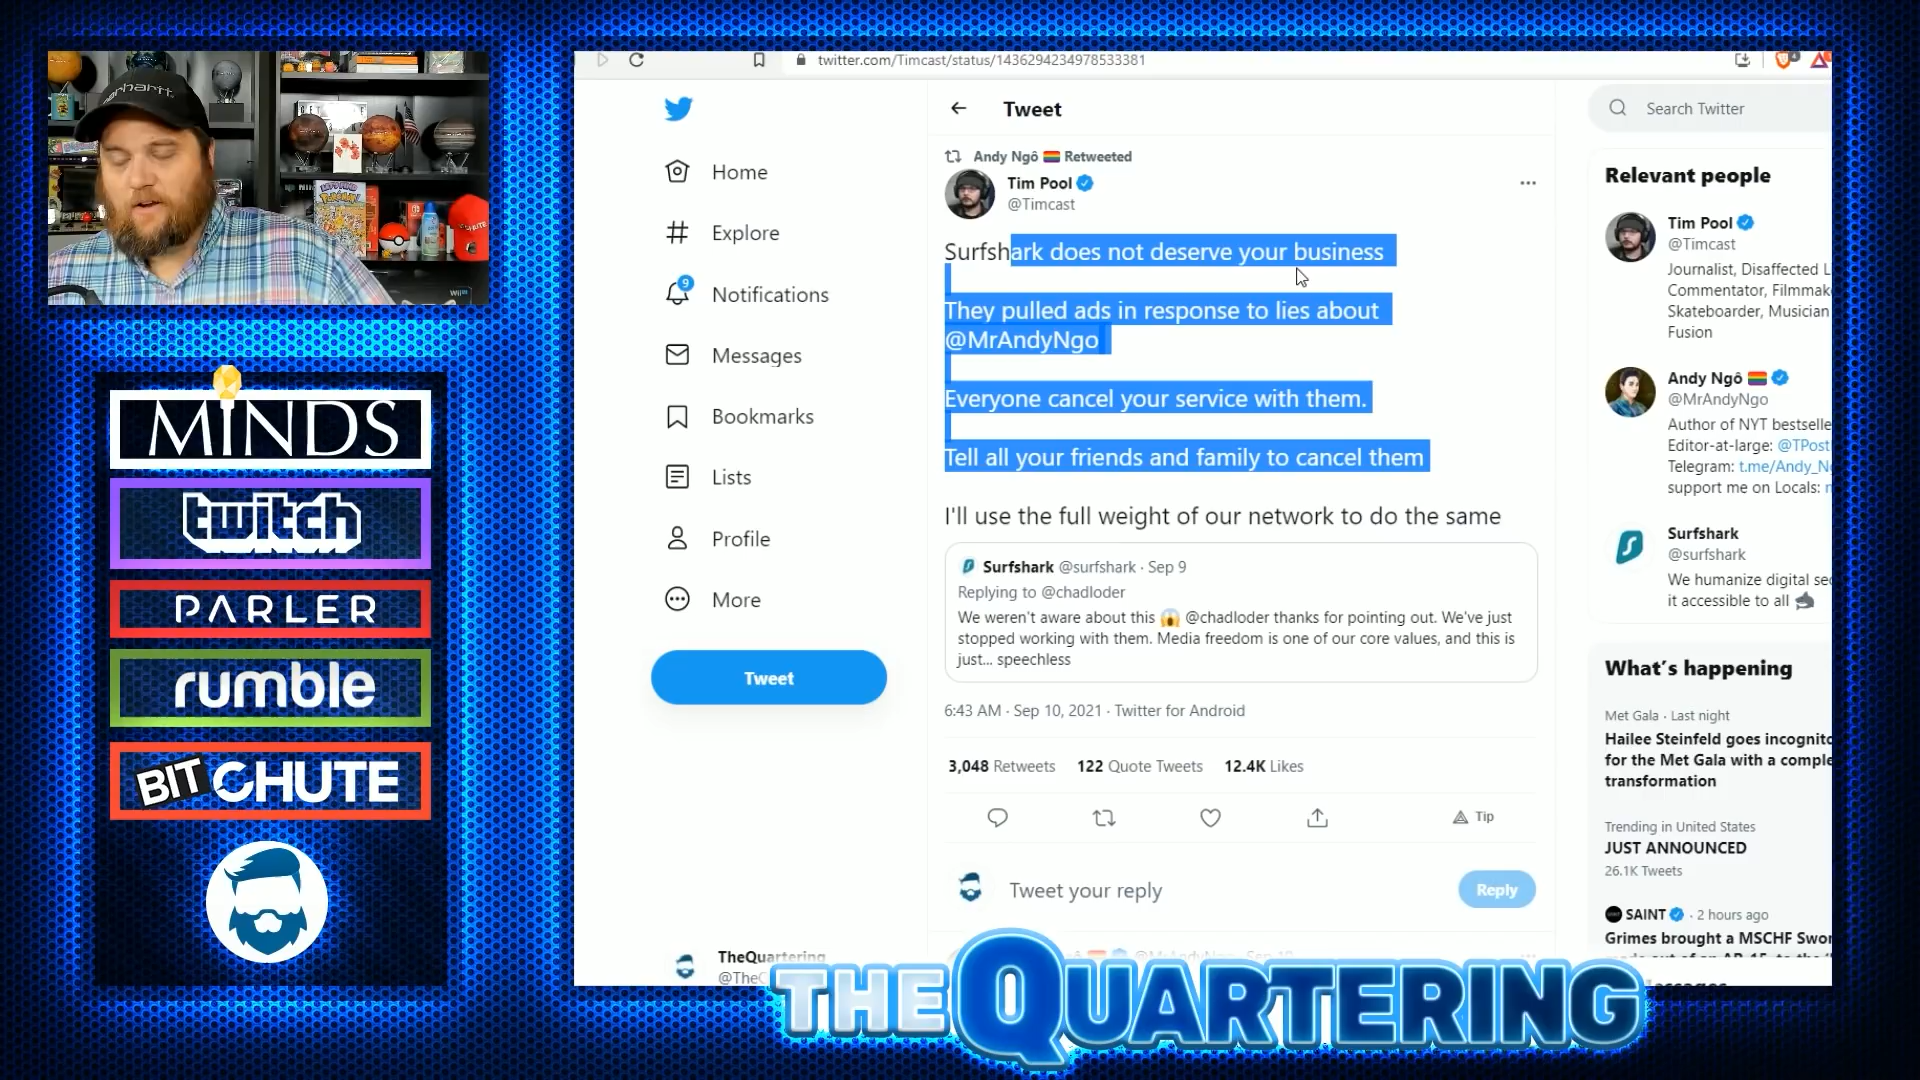 carhartt
MINDS
twitch
PARLER
rumble
BITCHUTE
twitter.com/Timcast/status/1436294234978533381
Home
Explore
9
Notifications
Messages
Bookmarks
Lists
Profile
More
Tweet
Tweet
Andy Ngô 🏳️‍🌈 Retweeted
Tim Pool
@Timcast
Surfshark does not deserve your business
They pulled ads in response to lies about
@MrAndyNgo
Everyone cancel your service with them.
Tell all your friends and family to cancel them
I'll use the full weight of our network to do the same
Surfshark @surfshark · Sep 9
Replying to @chadloder
We weren't aware about this 😱 @chadloder thanks for pointing out. We've just
stopped working with them. Media freedom is one of our core values, and this is
just... speechless
6:43 AM · Sep 10, 2021 · Twitter for Android
3,048 Retweets 122 Quote Tweets 12.4K Likes
Tip
Tweet your reply
Reply
Search Twitter
Relevant people
Tim Pool
@Timcast
Journalist, Disaffected
Commentator, Filmmak
Skateboarder, Musician
Fusion
Andy Ngô 🏳️‍🌈
@MrAndyNgo
Author of NYT bestselle
Editor-at-large: @TPost
Telegram: t.me/Andy_N
support me on Locals:
Surfshark
@surfshark
We humanize digital sec
it accessible to all
What's happening
Met Gala · Last night
Hailee Steinfeld goes incognito
for the Met Gala with a comple
transformation
Trending in United States
JUST ANNOUNCED
26.1K Tweets
SAINT · 2 hours ago
Grimes brought a MSCHF Swor
TheQuartering
THE QUARTERING